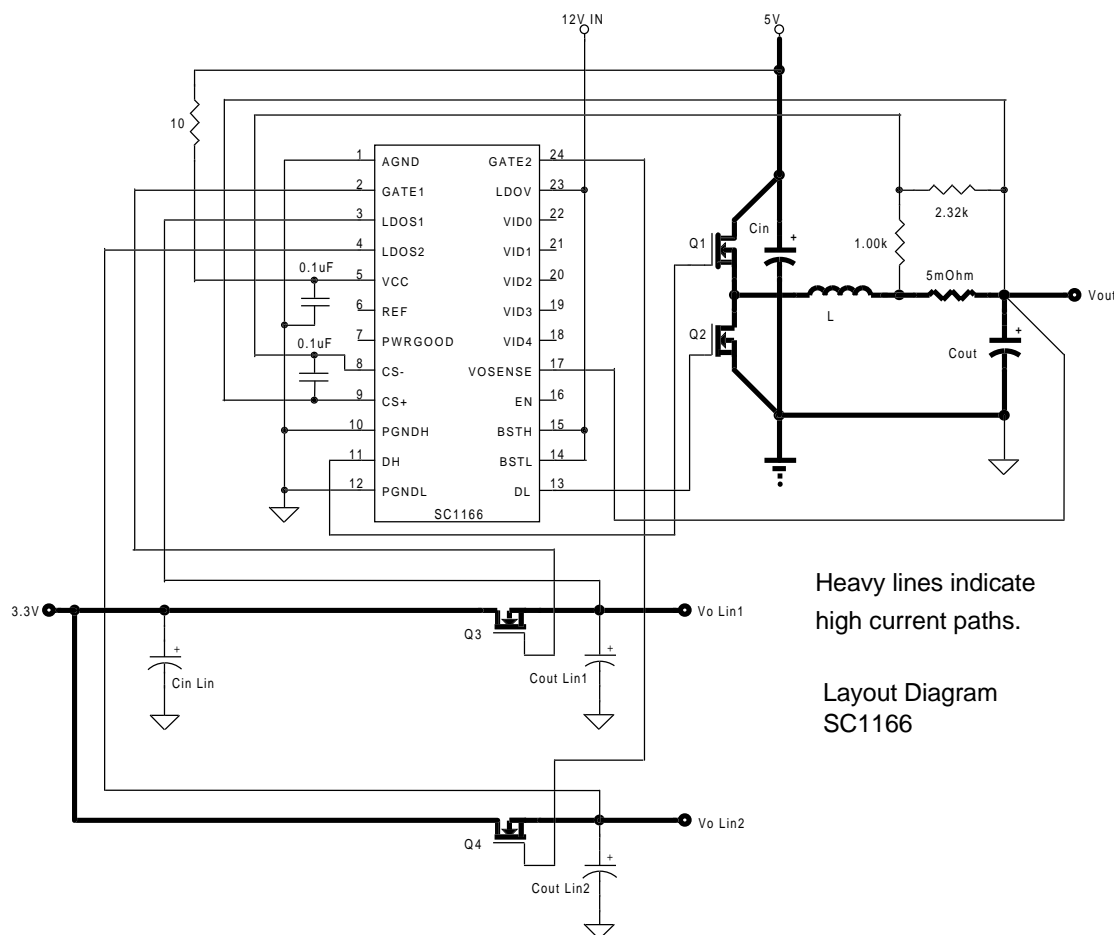 12V IN
5V
10
1 AGND GATE2 24
2 GATE1 LDOV 23
3 LDOS1 VID0 22
4 LDOS2 VID1 21
0.1uF
5 VCC VID2 20
6 REF VID3 19
7 PWRGOOD VID4 18
0.1uF
8 CS- VOSENSE 17
9 CS+ EN 16
10 PGNDH BSTH 15
11 DH BSTL 14
12 PGNDL DL 13
SC1166
Q1
Cin
+
2.32k
1.00k
5mOhm
L
Vout
Q2
+
Cout
3.3V
Q3
Vo Lin1
+
Cin Lin
+
Cout Lin1
Heavy lines indicate
high current paths.
Layout Diagram
SC1166
Q4
Vo Lin2
+
Cout Lin2